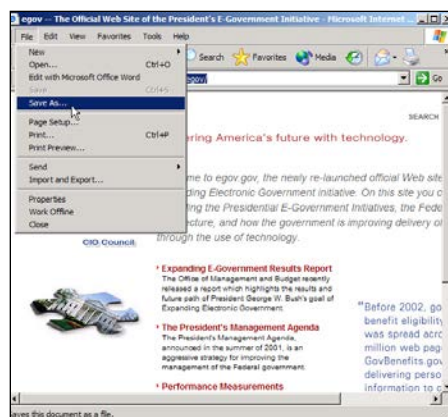 egov -- The Official Web Site of the President's E-Government Initiative - Microsoft Internet ...
File Edit View Favorites Tools Help
New
Open... Ctrl+O
Edit with Microsoft Office Word
Save Ctrl+S
Save As...
Page Setup...
Print... Ctrl+P
Print Preview...
Send
Import and Export...
Properties
Work Offline
Close
Search Favorites Media
egov/ Go
SEARCH
ering America's future with technology.
me to egov.gov, the newly re-launched official Web site
ding Electronic Government initiative. On this site you c
ing the Presidential E-Government Initiatives, the Fede
ecture, and how the government is improving delivery o
through the use of technology.
CIO Council
Expanding E-Government Results Report
The Office of Management and Budget recently
released a report which highlights the results and
future path of President George W. Bush's goal of
Expanding Electronic Government.
The President's Management Agenda
The President's Management Agenda,
announced in the summer of 2001, is an
aggressive strategy for improving the
management of the Federal government.
Performance Measurements
"Before 2002, go
benefit eligibility
was spread acro
million web pag
GovBenefits.gov
delivering perso
information to c
aves this document as a file.